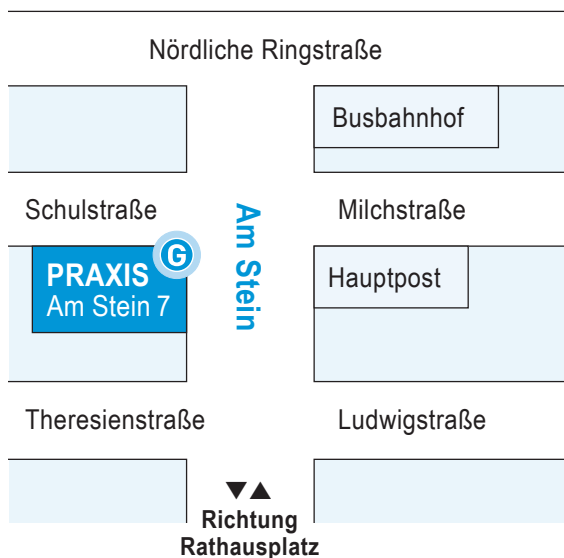 Nördliche Ringstraße
Busbahnhof
Schulstraße
Am Stein
Milchstraße
G
PRAXIS
Am Stein 7
Hauptpost
Theresienstraße
Ludwigstraße
▼▲
Richtung
Rathausplatz